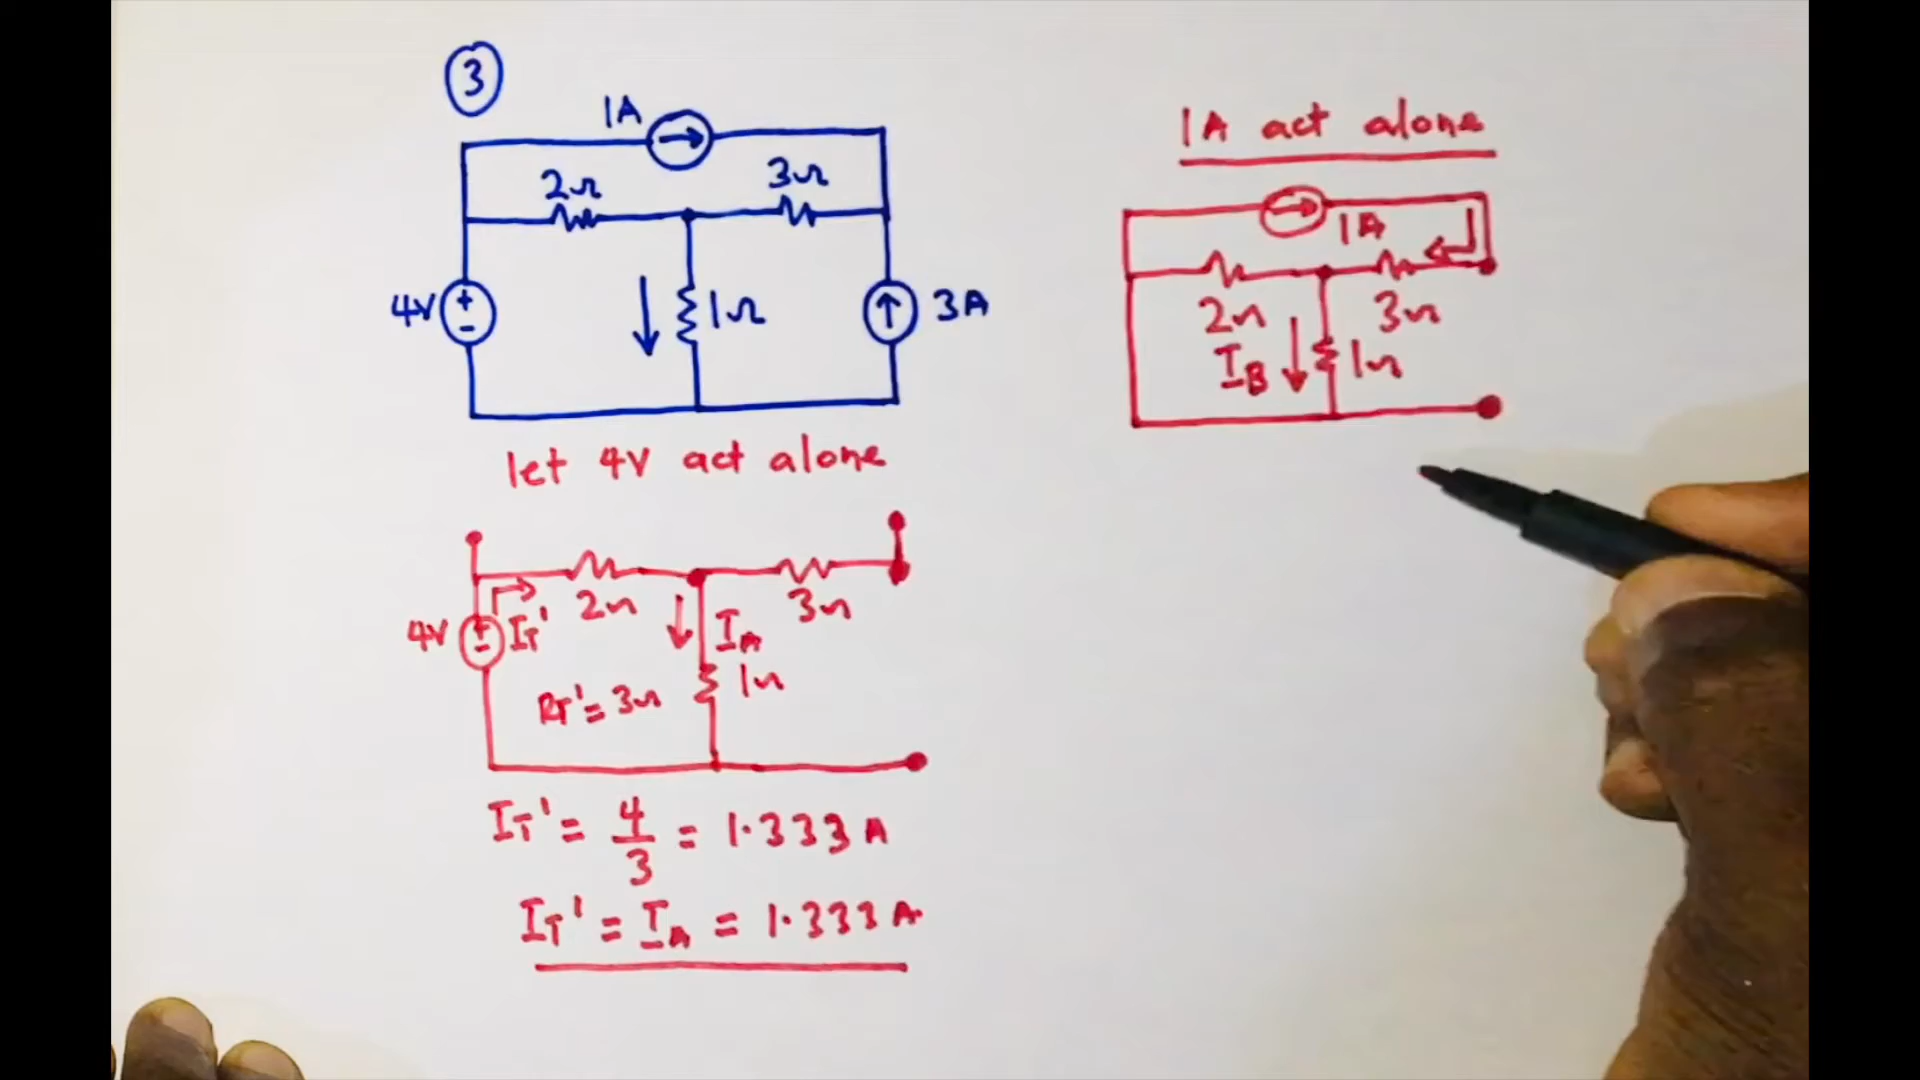 3
1A
2Ω
3Ω
4V
+
-
1Ω
3A
let 4V act alone
2Ω
3Ω
4V
+
-
IT'
IA
1Ω
RT' = 3Ω
IT' = 4/3 = 1.333 A
IT' = IA = 1.333 A
1A act alone
1A
2Ω
3Ω
IB
1Ω